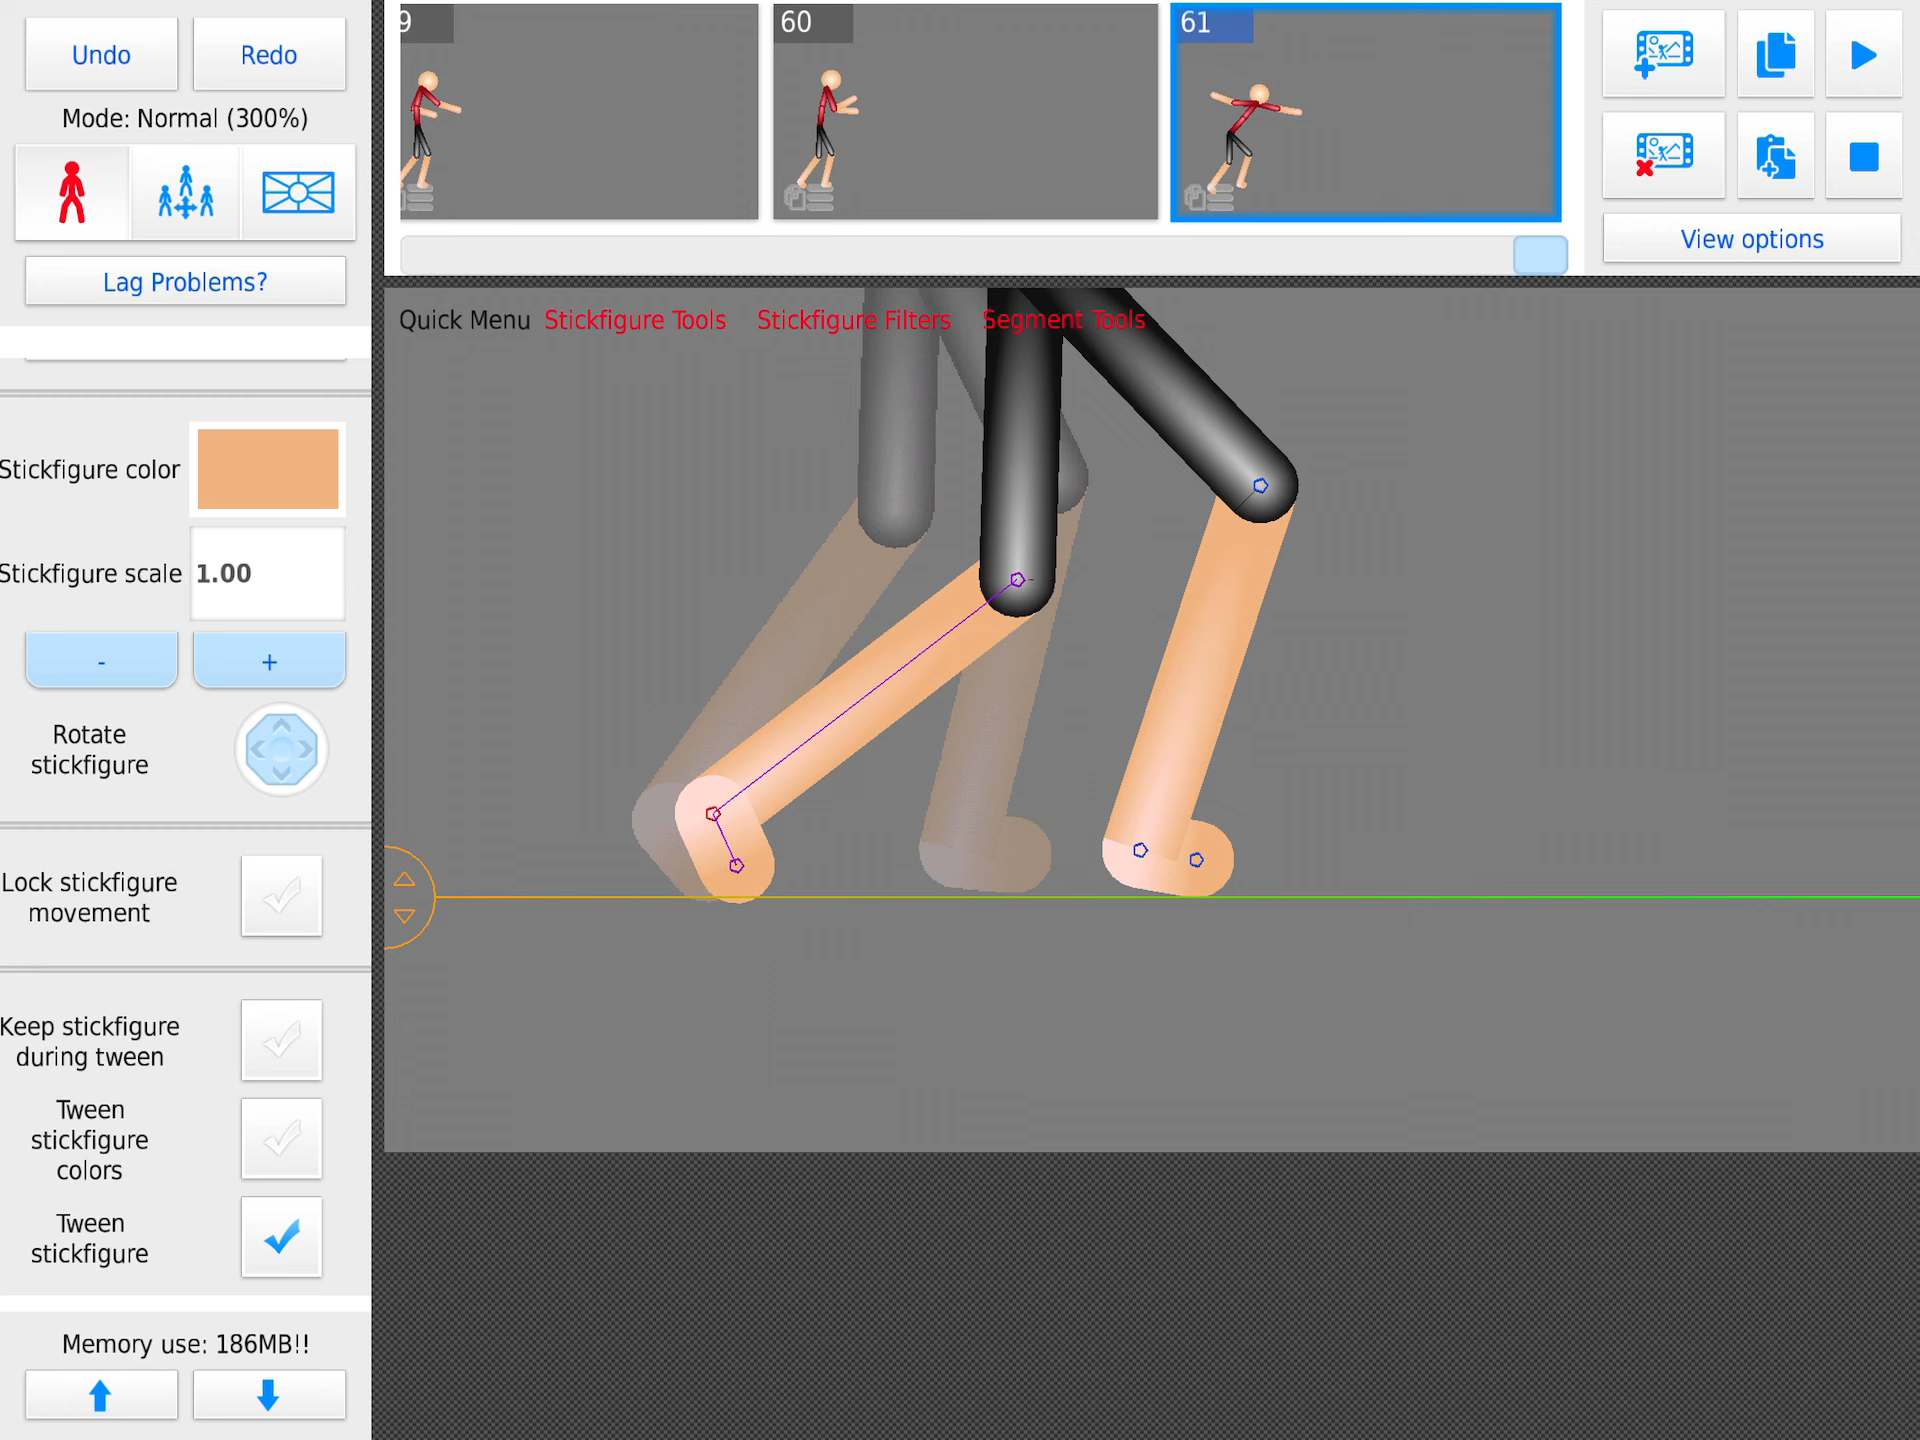 Undo
Redo
Mode: Normal (300%)
Lag Problems?
9
60
61
View options
Quick Menu
Stickfigure Tools
Stickfigure Filters
Segment Tools
Stickfigure color
Stickfigure scale
1.00
-
+
Rotate
stickfigure
Lock stickfigure
movement
Keep stickfigure
during tween
Tween
stickfigure
colors
Tween
stickfigure
Memory use: 186MB!!